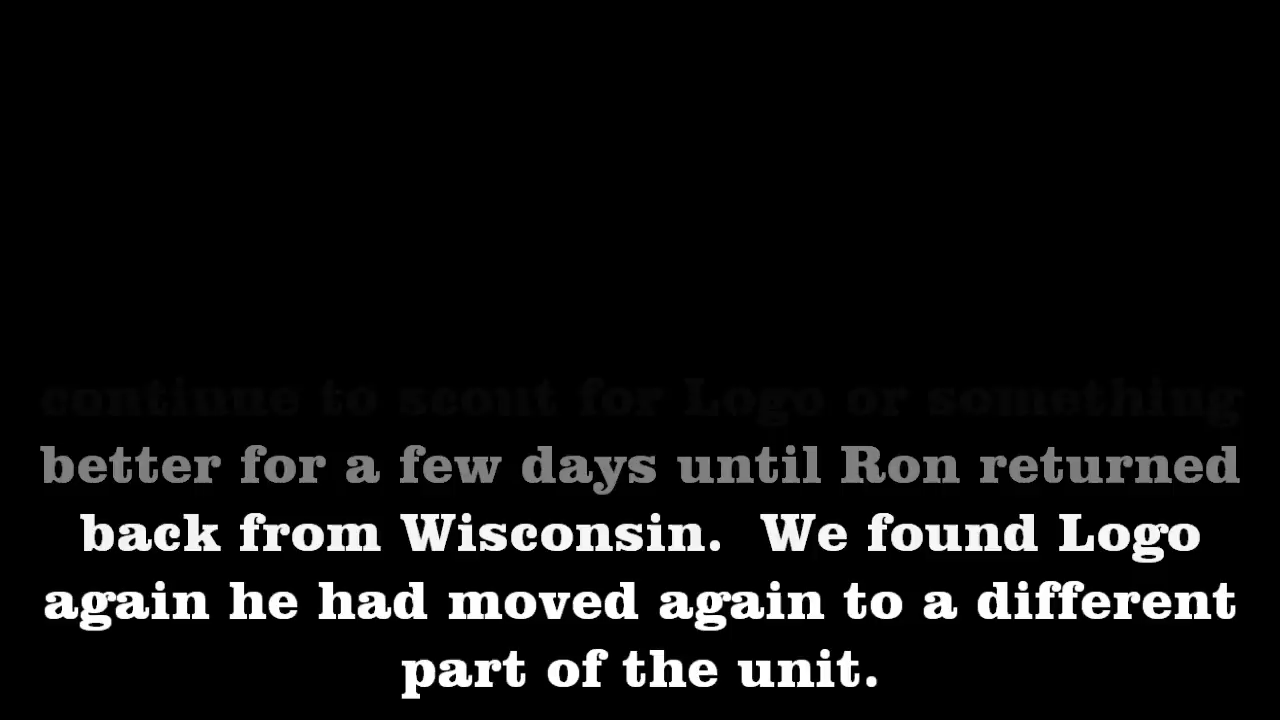 continue to scout for Logo or something
better for a few days until Ron returned
back from Wisconsin.  We found Logo
again he had moved again to a different
part of the unit.